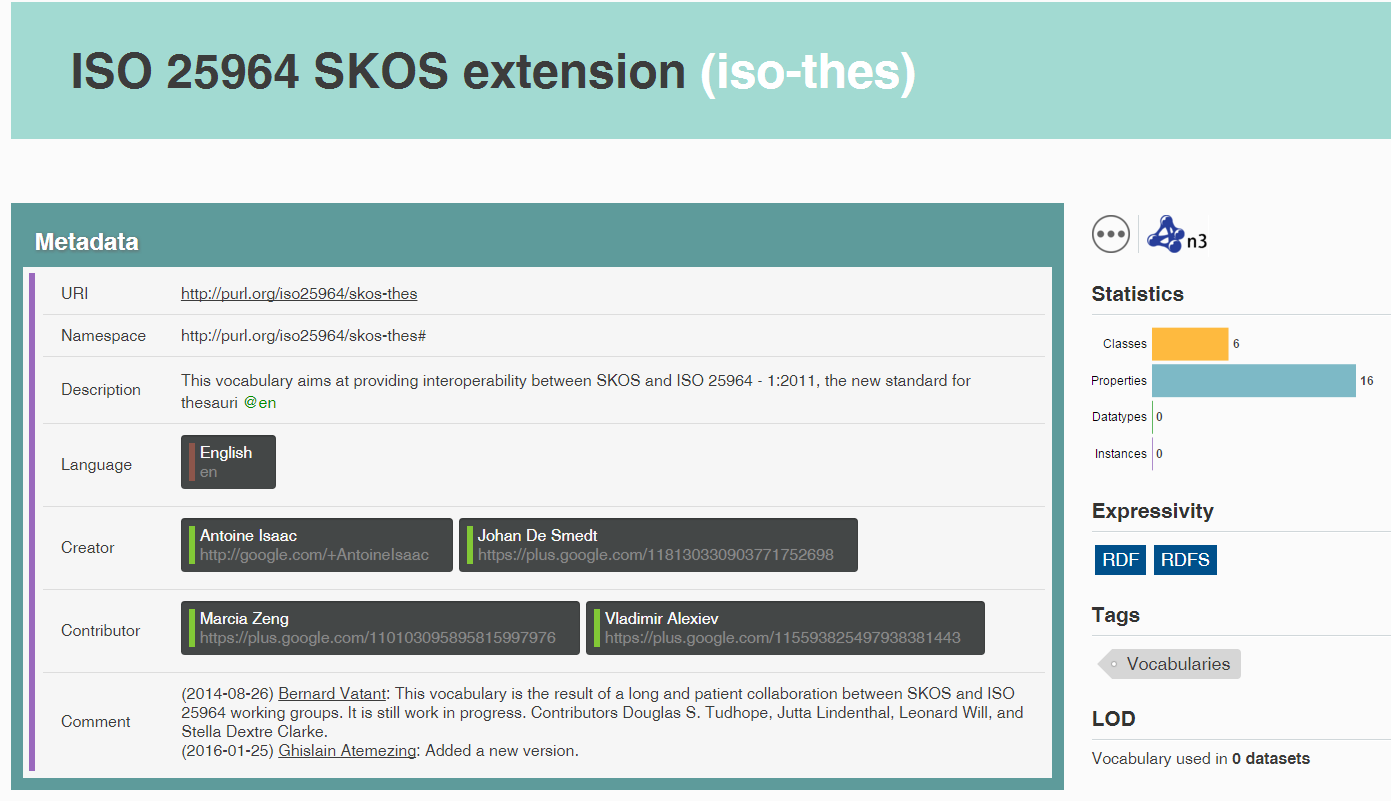 ISO 25964 SKOS extension (iso-thes)
Metadata
URI
http://purl.org/iso25964/skos-thes
Namespace
http://purl.org/iso25964/skos-thes#
Description
This vocabulary aims at providing interoperability between SKOS and ISO 25964 - 1:2011, the new standard for
thesauri @en
Language
English
en
Creator
Antoine Isaac
http://google.com/+AntoineIsaac
Johan De Smedt
https://plus.google.com/118130330903771752698
Contributor
Marcia Zeng
https://plus.google.com/110103095895815997976
Vladimir Alexiev
https://plus.google.com/115593825497938381443
Comment
(2014-08-26) Bernard Vatant: This vocabulary is the result of a long and patient collaboration between SKOS and ISO
25964 working groups. It is still work in progress. Contributors Douglas S. Tudhope, Jutta Lindenthal, Leonard Will, and
Stella Dextre Clarke.
(2016-01-25) Ghislain Atemezing: Added a new version.
n3
Statistics
Classes 6
Properties 16
Datatypes 0
Instances 0
Expressivity
RDF RDFS
Tags
Vocabularies
LOD
Vocabulary used in 0 datasets